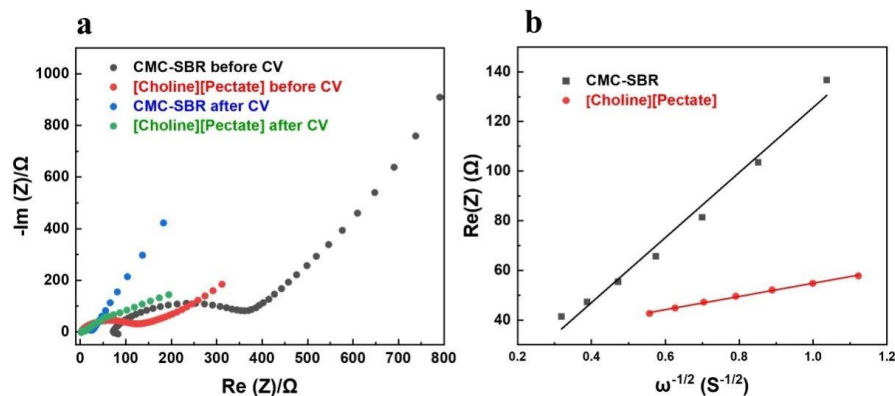 a
1000
800
600
400
200
0
-Im (Z)/Ω
CMC-SBR before CV
[Choline][Pectate] before CV
CMC-SBR after CV
[Choline][Pectate] after CV
0 100 200 300 400 500 600 700 800
Re (Z)/Ω
b
140
120
100
80
60
40
Re(Z) (Ω)
CMC-SBR
[Choline][Pectate]
0.2 0.4 0.6 0.8 1.0 1.2
ω⁻¹/² (S⁻¹/²)